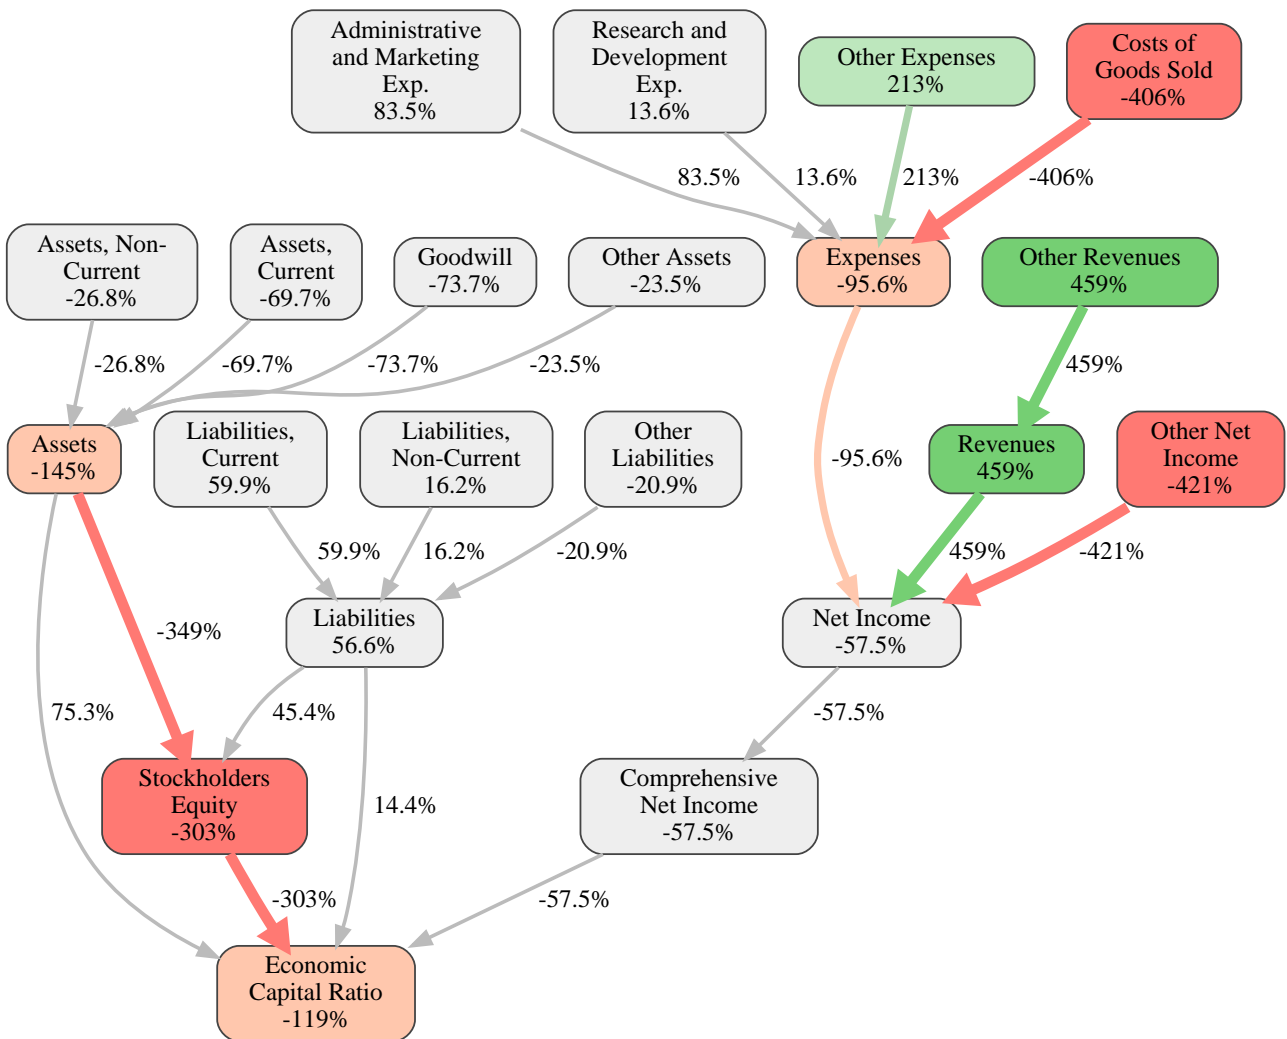 Administrative
and Marketing
Exp.
83.5%
Research and
Development
Exp.
13.6%
Other Expenses
213%
Costs of
Goods Sold
-406%
83.5%
13.6%
213%
-406%
Assets, Non-
Current
-26.8%
Assets,
Current
-69.7%
Goodwill
-73.7%
Other Assets
-23.5%
Expenses
-95.6%
Other Revenues
459%
-26.8%
-69.7%
-73.7%
-23.5%
459%
Assets
-145%
Liabilities,
Current
59.9%
Liabilities,
Non-Current
16.2%
Other
Liabilities
-20.9%
-95.6%
Revenues
459%
Other Net
Income
-421%
59.9%
16.2%
-20.9%
459%
-421%
-349%
Liabilities
56.6%
Net Income
-57.5%
75.3%
45.4%
-57.5%
Stockholders
Equity
-303%
14.4%
Comprehensive
Net Income
-57.5%
-303%
-57.5%
Economic
Capital Ratio
-119%